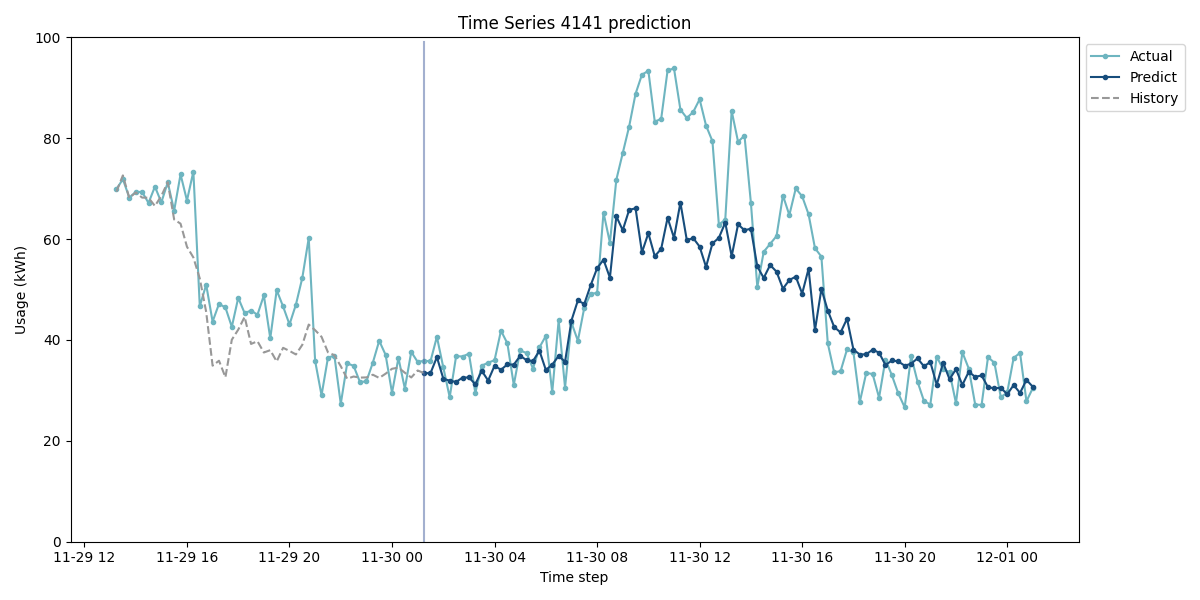 Time Series 4141 prediction
100
80
60
40
20
0
Usage (kWh)
11-29 12
11-29 16
11-29 20
11-30 00
11-30 04
11-30 08
11-30 12
11-30 16
11-30 20
12-01 00
Time step
Actual
Predict
History